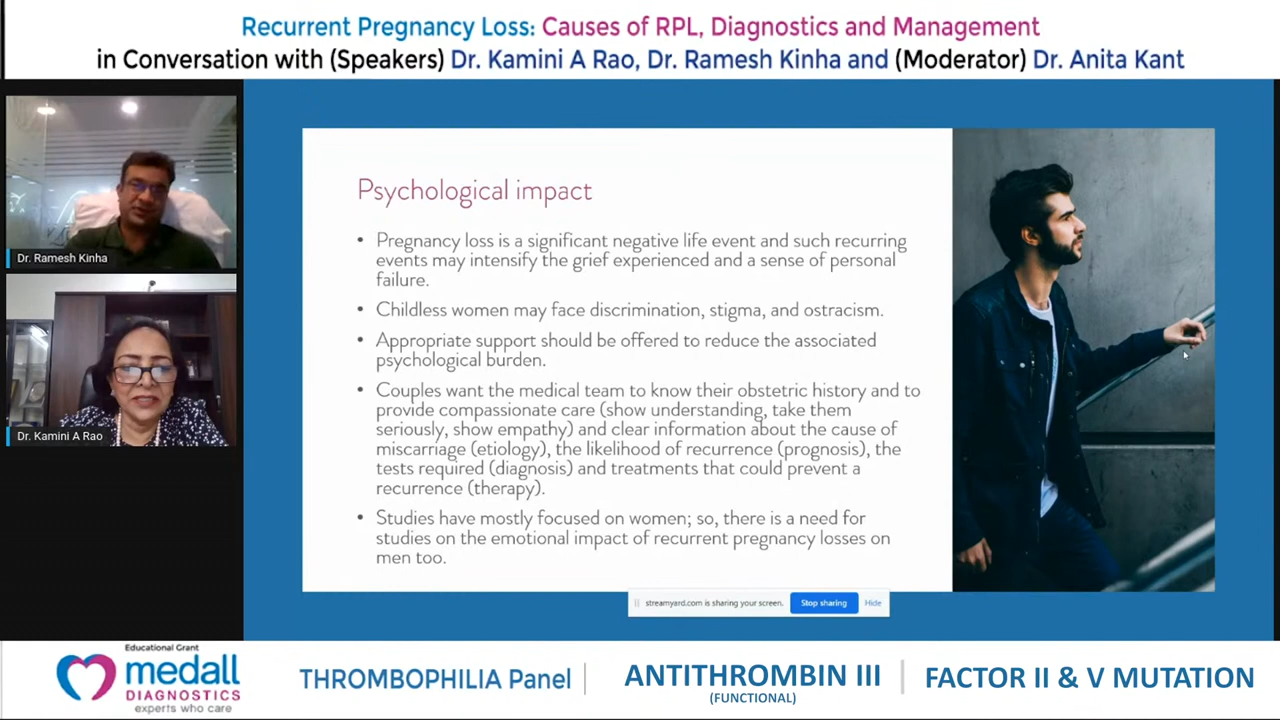 Recurrent Pregnancy Loss: Causes of RPL, Diagnostics and Management
in Conversation with (Speakers) Dr. Kamini A Rao, Dr. Ramesh Kinha and (Moderator) Dr. Anita Kant
Dr. Ramesh Kinha
Dr. Kamini A Rao
Psychological impact
• Pregnancy loss is a significant negative life event and such recurring
events may intensify the grief experienced and a sense of personal
failure.
• Childless women may face discrimination, stigma, and ostracism.
• Appropriate support should be offered to reduce the associated
psychological burden.
• Couples want the medical team to know their obstetric history and to
provide compassionate care (show understanding, take them
seriously, show empathy) and clear information about the cause of
miscarriage (etiology), the likelihood of recurrence (prognosis), the
tests required (diagnosis) and treatments that could prevent a
recurrence (therapy).
• Studies have mostly focused on women; so, there is a need for
studies on the emotional impact of recurrent pregnancy losses on
men too.
streamyard.com is sharing your screen. Stop sharing Hide
Educational Grant
medall
DIAGNOSTICS
experts who care
THROMBOPHILIA Panel
ANTITHROMBIN III
(FUNCTIONAL)
FACTOR II & V MUTATION